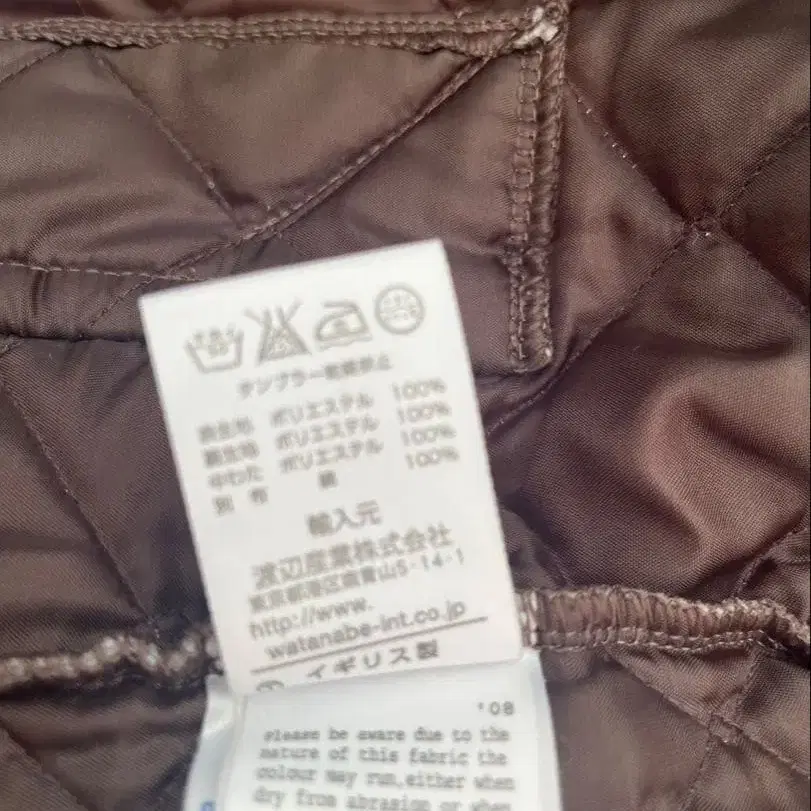 タンブラー乾燥禁止
表生地 ポリエステル 100%
裏生地 ポリエステル 100%
中わた ポリエステル 100%
別 布 綿 100%
輸入元
渡辺産業株式会社
東京都港区南青山5-14-1
http://www.
watanabe-int.co.jp
イギリス製
'08
Please be aware due to the
nature of this fabric the
colour may run,either when
dry from abrasion or when